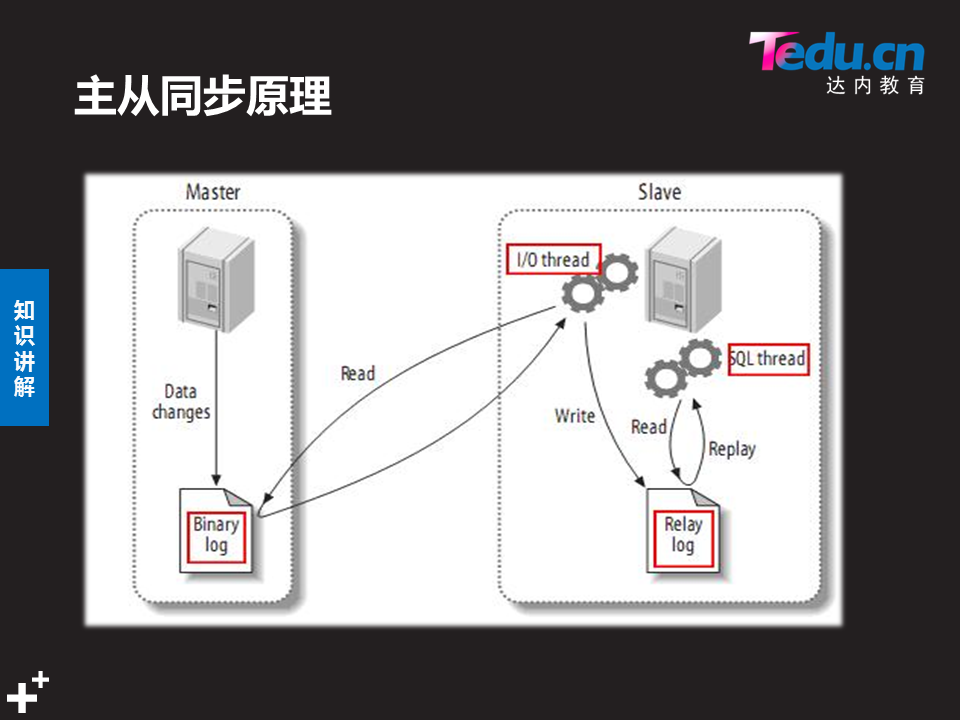 Tedu.cn
达内教育
主从同步原理
知
识
讲
解
Master
Slave
I/O thread
SQL thread
Read
Data
changes
Write
Read
Replay
Binary
log
Relay
log